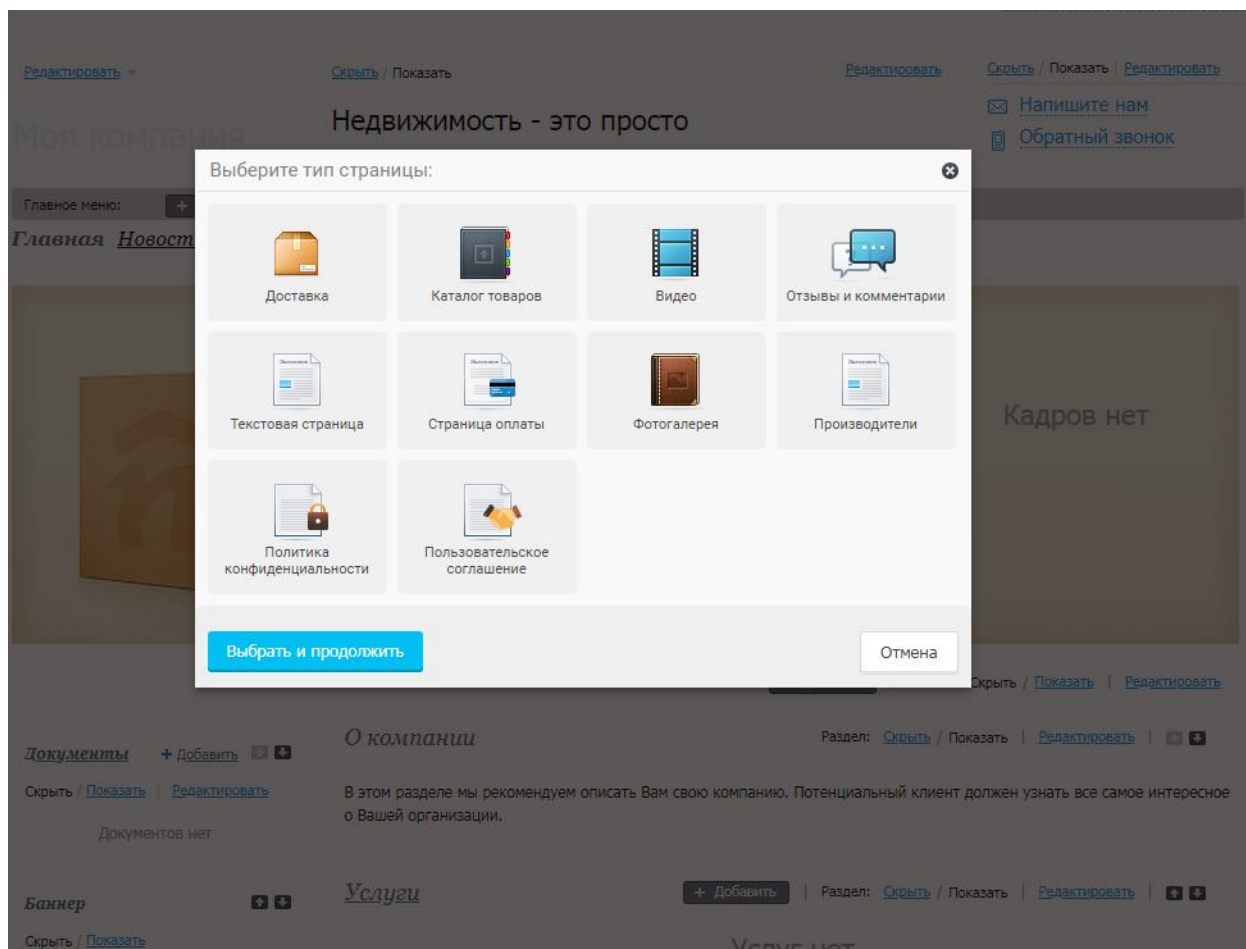 Редактировать
Скрыть / Показать
Редактировать
Скрыть / Показать | Редактировать
Моя компания
Недвижимость - это просто
Напишите нам
Обратный звонок
Главное меню:
+
Главная Новост
Выберите тип страницы:
Доставка
Каталог товаров
Видео
Отзывы и комментарии
Текстовая страница
Страница оплаты
Фотогалерея
Производители
Политика
конфиденциальности
Пользовательское
соглашение
Выбрать и продолжить
Отмена
Кадров нет
Скрыть / Показать | Редактировать
Документы + Добавить
Скрыть / Показать | Редактировать
Документов нет
О компании
Раздел: Скрыть / Показать | Редактировать |
В этом разделе мы рекомендуем описать Вам свою компанию. Потенциальный клиент должен узнать все самое интересное
о Вашей организации.
Баннер
Скрыть / Показать
Услуги
+ Добавить | Раздел: Скрыть / Показать | Редактировать |
Услуг нет